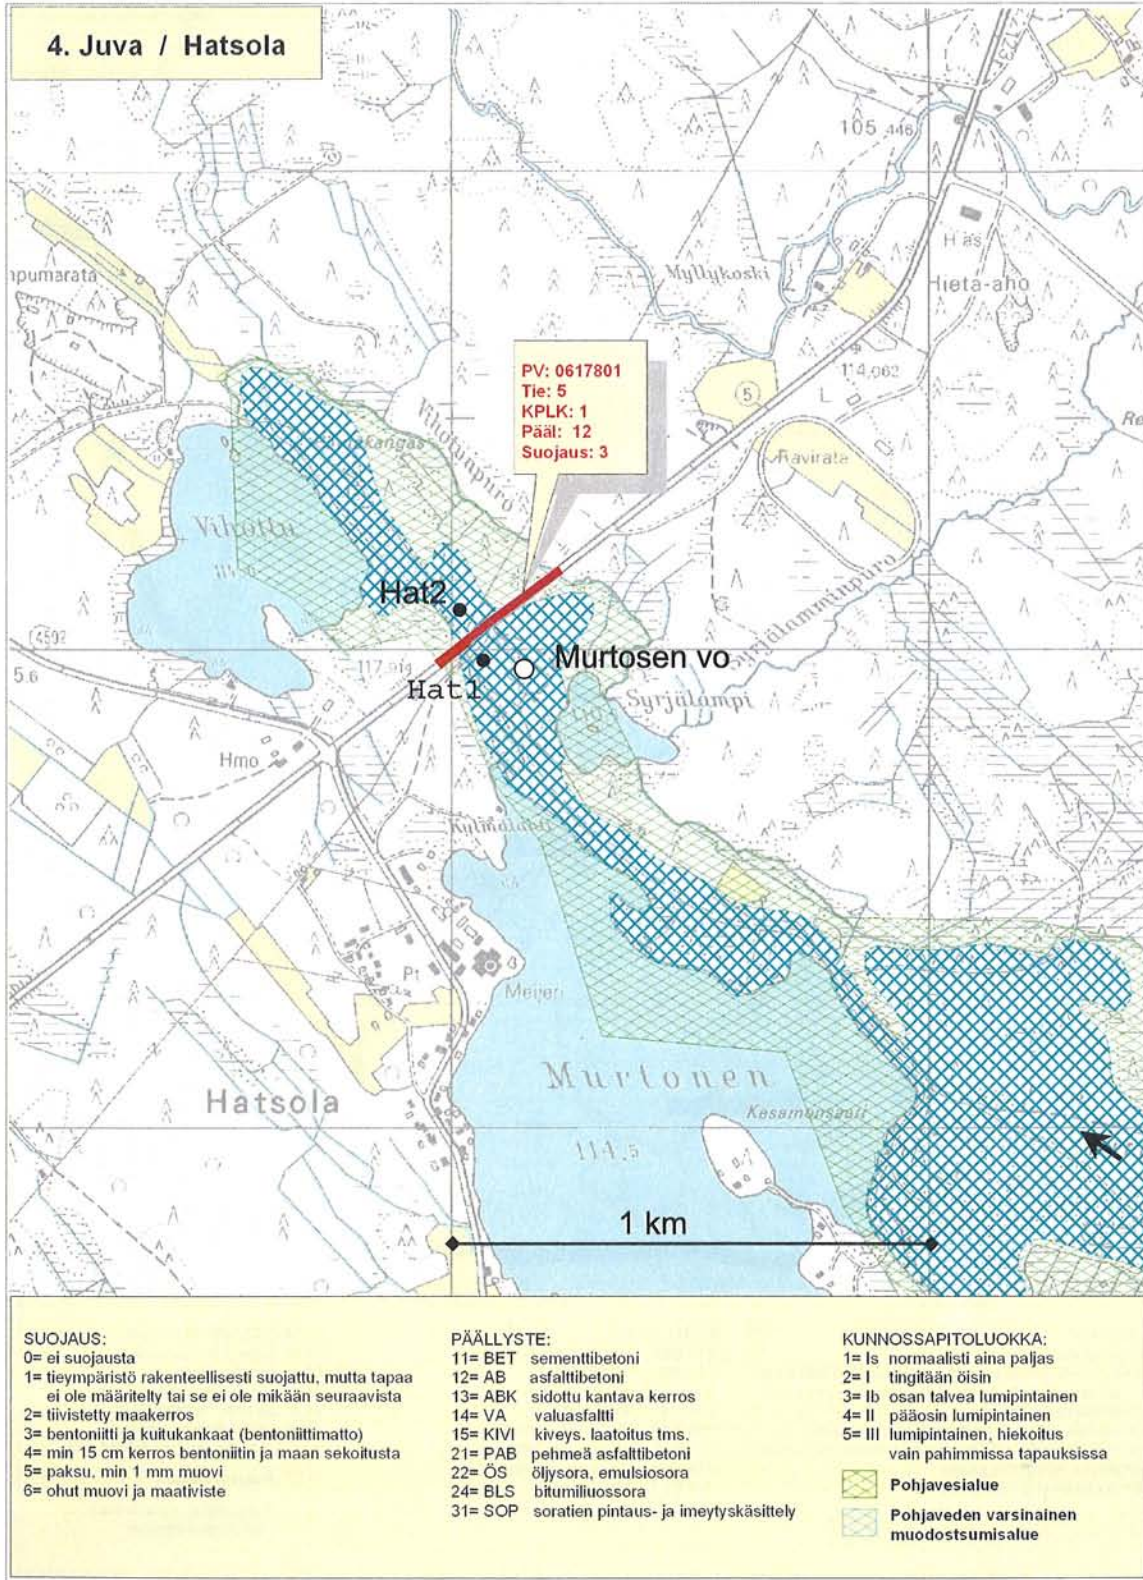 4. Juva / Hatsola
105 .446
Myllykoski
H äs
PV: 0617801
Tie: 5
KPLK: 1
Pääl: 12
Suojaus: 3
5
L
Ravirata
Hat2
Murtosen vo
Hat1
5.6
Syrjälampi
Hmo
Pt
Meijeri
Murtonen
Hatsola
114.5
1 km
SUOJAUS:
0= ei suojausta
1= tieympäristö rakenteellisesti suojattu, mutta tapaa
ei ole määritelty tai se ei ole mikään seuraavista
2= tiivistetty maakerros
3= bentoniitti ja kuitukankaat (bentoniittimatto)
4= min 15 cm kerros bentoniitin ja maan sekoitusta
5= paksu, min 1 mm muovi
6= ohut muovi ja maativiste
PÄÄLLYSTE:
11= BET sementtibetoni
12= AB asfalttibetoni
13= ABK sidottu kantava kerros
14= VA valuasfaltti
15= KIVI kiveys. laatoitus tms.
21= PAB pehmeä asfalttibetoni
22= ÖS öljysora, emulsiosora
24= BLS bitumiliuossora
31= SOP soratien pintaus- ja imeytyskäsittely
KUNNOSSAPITOLUOKKA:
1= Is normaalisti aina paljas
2= I tingitään öisin
3= Ib osan talvea lumipintainen
4= II pääosin lumipintainen
5= III lumipintainen, hiekoitus
vain pahimmissa tapauksissa
Pohjavesialue
Pohjaveden varsinainen
muodostsumisalue